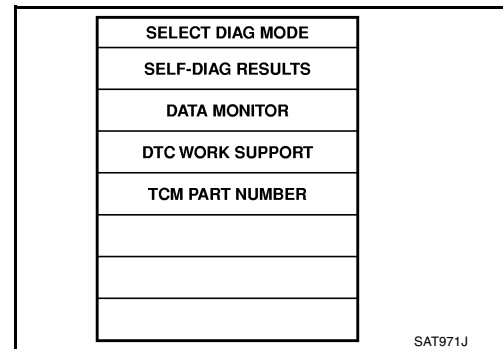 SELECT DIAG MODE
SELF-DIAG RESULTS
DATA MONITOR
DTC WORK SUPPORT
TCM PART NUMBER
SAT971J